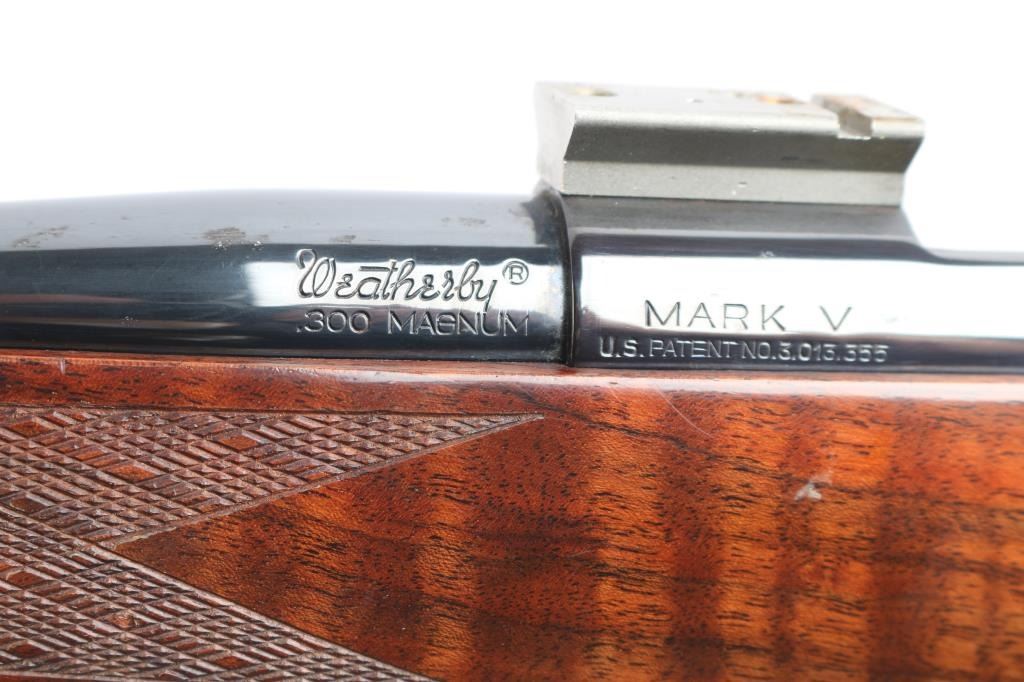 Weatherby®
.300 MAGNUM
MARK V
U.S. PATENT NO. 3,013,355